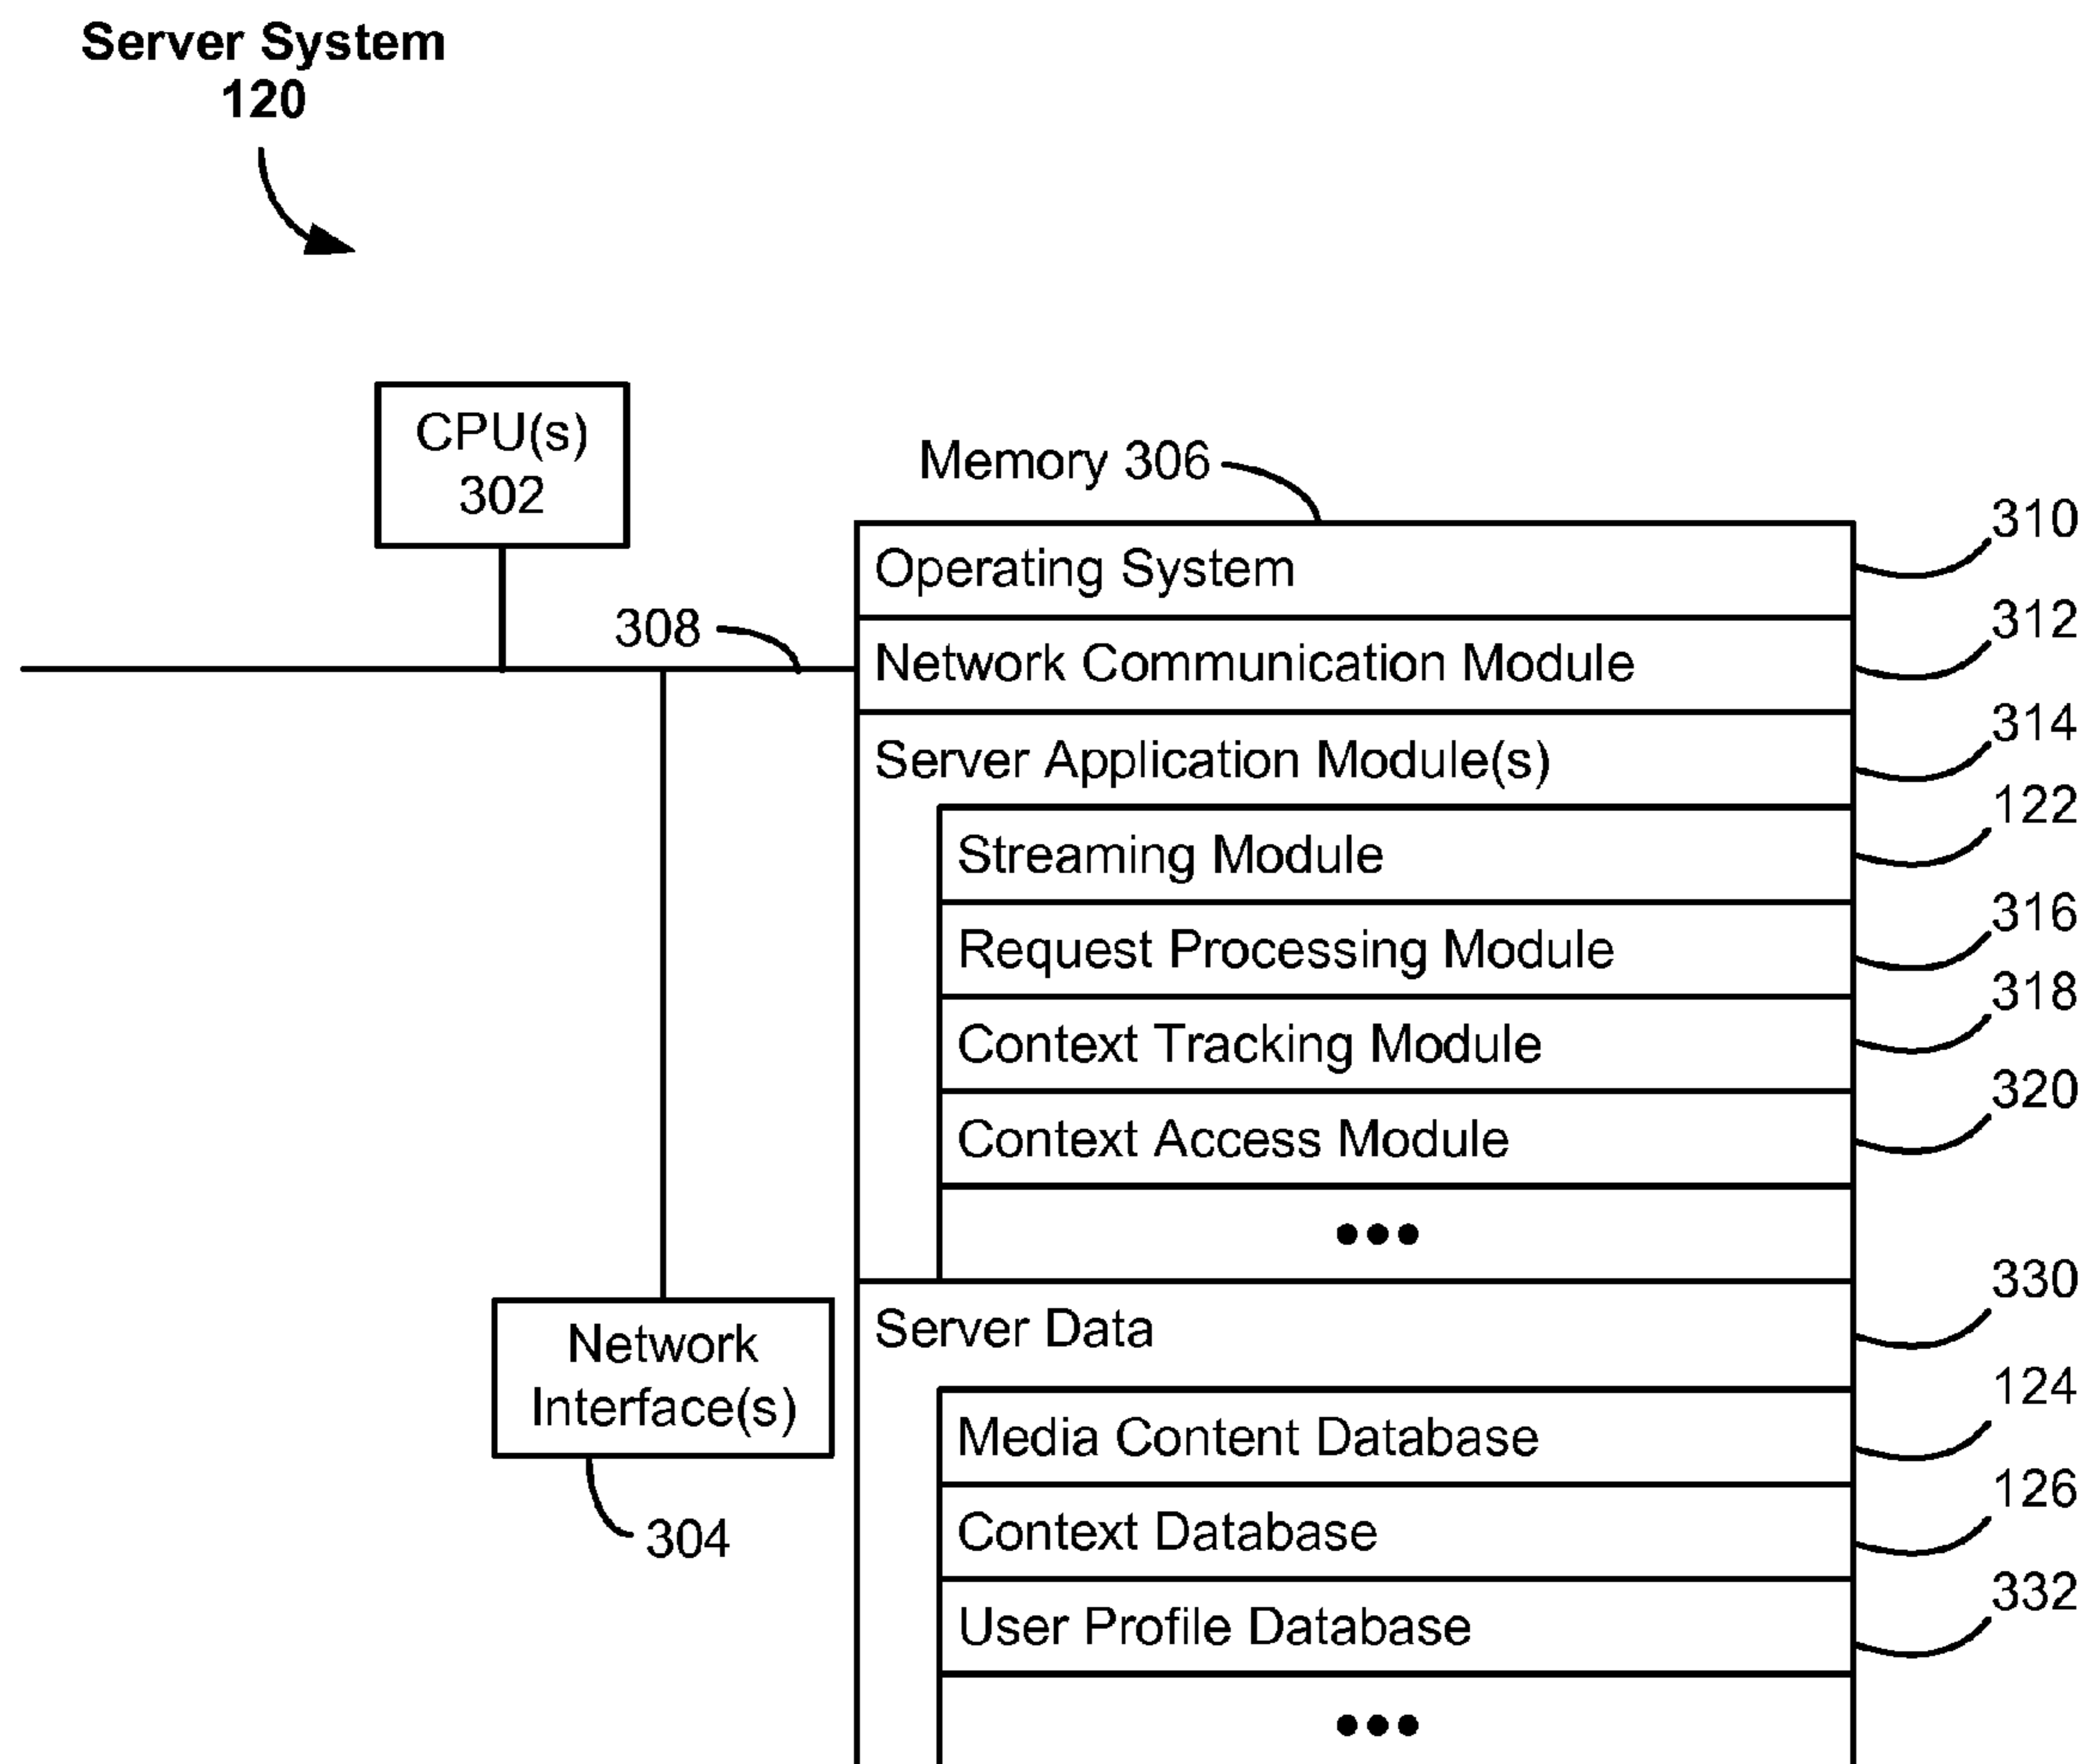 Server System
120
CPU(s)
302
Memory 306
308
Operating System
310
Network Communication Module
312
Server Application Module(s)
314
Streaming Module
122
Request Processing Module
316
Context Tracking Module
318
Context Access Module
320
•••
Server Data
330
Network
Interface(s)
304
Media Content Database
124
Context Database
126
User Profile Database
332
•••